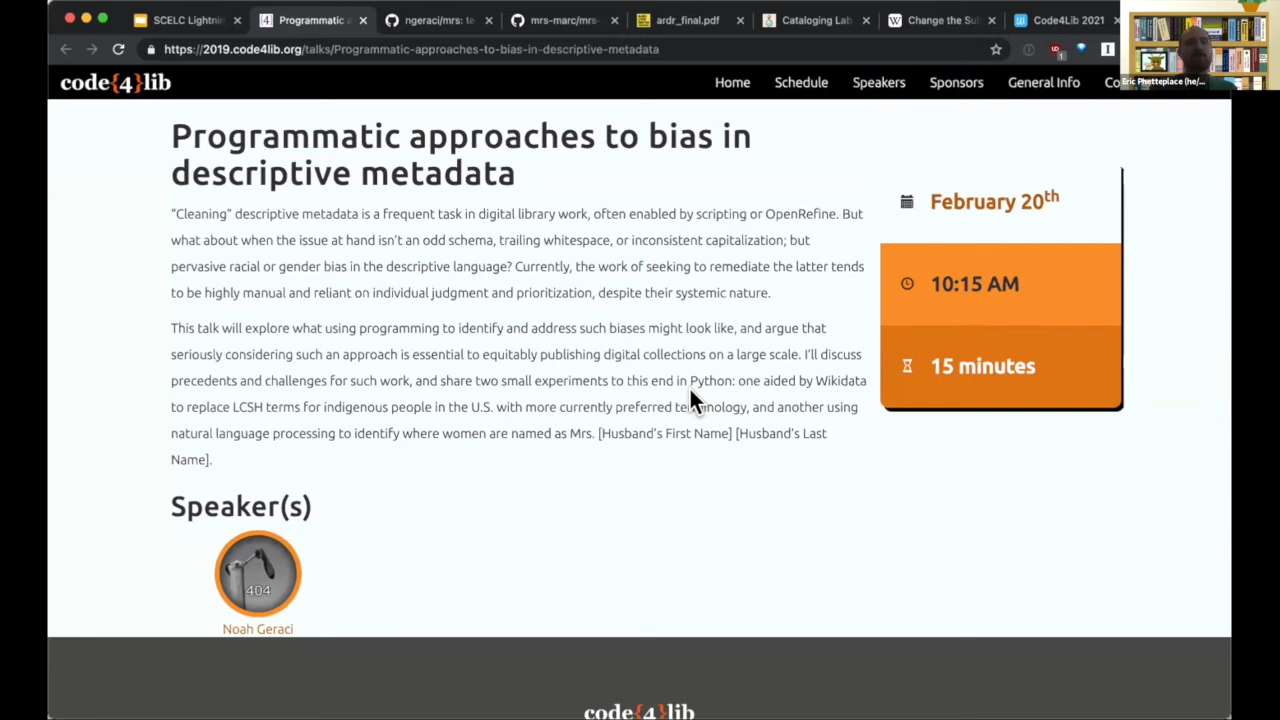 SCELC Lightni
Programmatic a
ngeraci/mrs: te
mrs-marc/mrs-
ardr_final.pdf
Cataloging Lab
Change the Su
Code4Lib 2021
https://2019.code4lib.org/talks/Programmatic-approaches-to-bias-in-descriptive-metadata
Eric Phetteplace (he/...
code{4}lib
Home
Schedule
Speakers
Sponsors
General Info
Co
Programmatic approaches to bias in
descriptive metadata
“Cleaning” descriptive metadata is a frequent task in digital library work, often enabled by scripting or OpenRefine. But
what about when the issue at hand isn’t an odd schema, trailing whitespace, or inconsistent capitalization; but
pervasive racial or gender bias in the descriptive language? Currently, the work of seeking to remediate the latter tends
to be highly manual and reliant on individual judgment and prioritization, despite their systemic nature.
This talk will explore what using programming to identify and address such biases might look like, and argue that
seriously considering such an approach is essential to equitably publishing digital collections on a large scale. I’ll discuss
precedents and challenges for such work, and share two small experiments to this end in Python: one aided by Wikidata
to replace LCSH terms for indigenous people in the U.S. with more currently preferred terminology, and another using
natural language processing to identify where women are named as Mrs. [Husband’s First Name] [Husband’s Last
Name].
February 20th
10:15 AM
15 minutes
Speaker(s)
404
Noah Geraci
code{4}lib